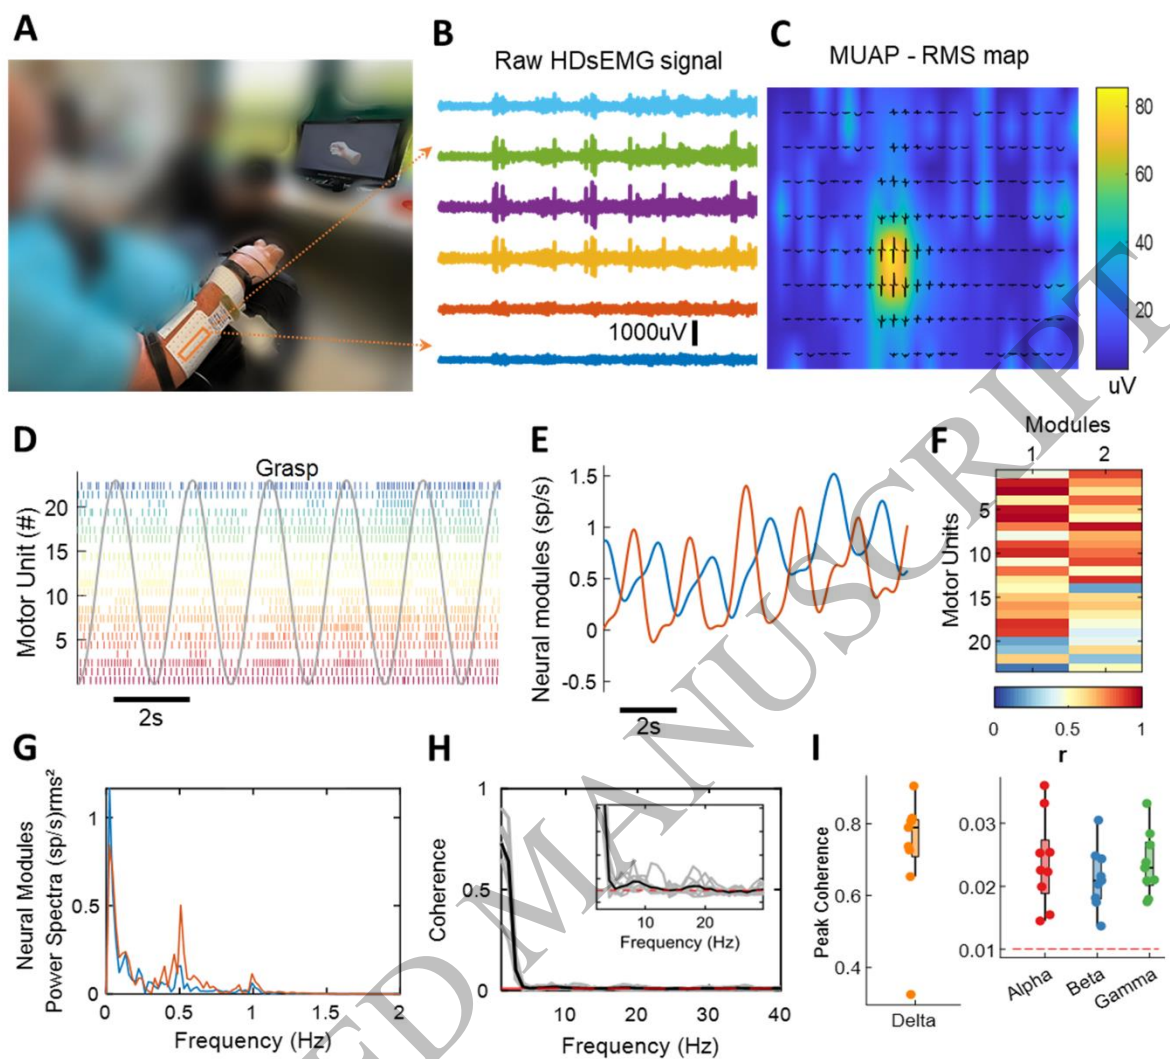 A
B
Raw HDsEMG signal
1000uV
C
MUAP - RMS map
80
60
40
20
uV
D
Grasp
Motor Unit (#)
20
15
10
5
2s
E
Neural modules (sp/s)
1.5
1
0.5
0
-0.5
2s
F
Modules
1 2
Motor Units
5
10
15
20
0 0.5 1
r
G
Neural Modules
Power Spectra (sp/s)rms²
1
0.5
0
0 0.5 1 1.5 2
Frequency (Hz)
H
Coherence
1
0.5
0
0 10 20 30 40
Frequency (Hz)
10 20
Frequency (Hz)
I
Peak Coherence
0.8
0.6
0.4
Delta
0.03
0.02
0.01
Alpha
Beta
Gamma
ED MANUSCRIPT